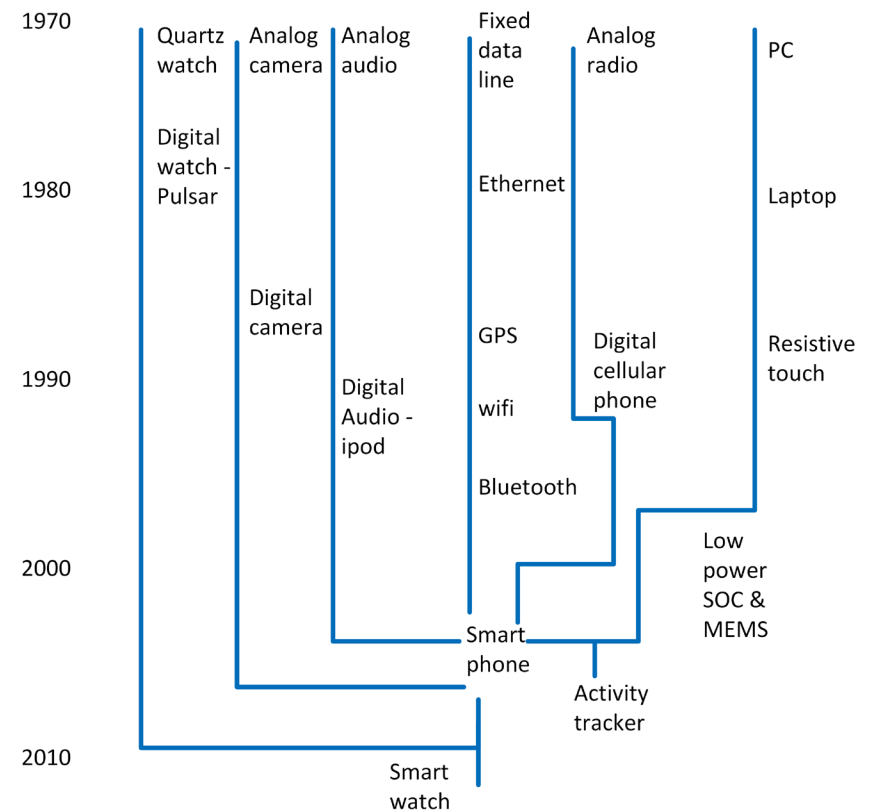 1970
Quartz
watch
Analog
camera
Analog
audio
Fixed
data
line
Analog
radio
PC
Digital
watch -
Pulsar
1980
Ethernet
Laptop
Digital
camera
GPS
Digital
cellular
phone
Resistive
touch
1990
Digital
Audio -
ipod
wifi
Bluetooth
2000
Low
power
SOC &
MEMS
Smart
phone
Activity
tracker
2010
Smart
watch